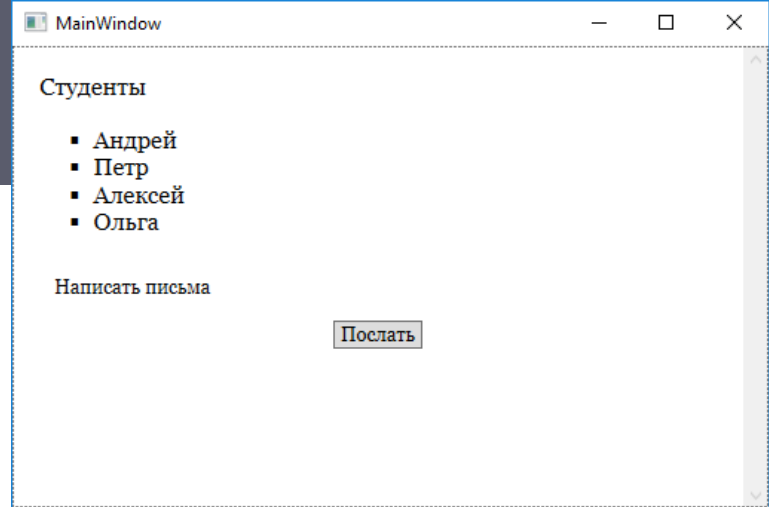 MainWindow
Студенты
Андрей
Петр
Алексей
Ольга
Написать письма
Послать